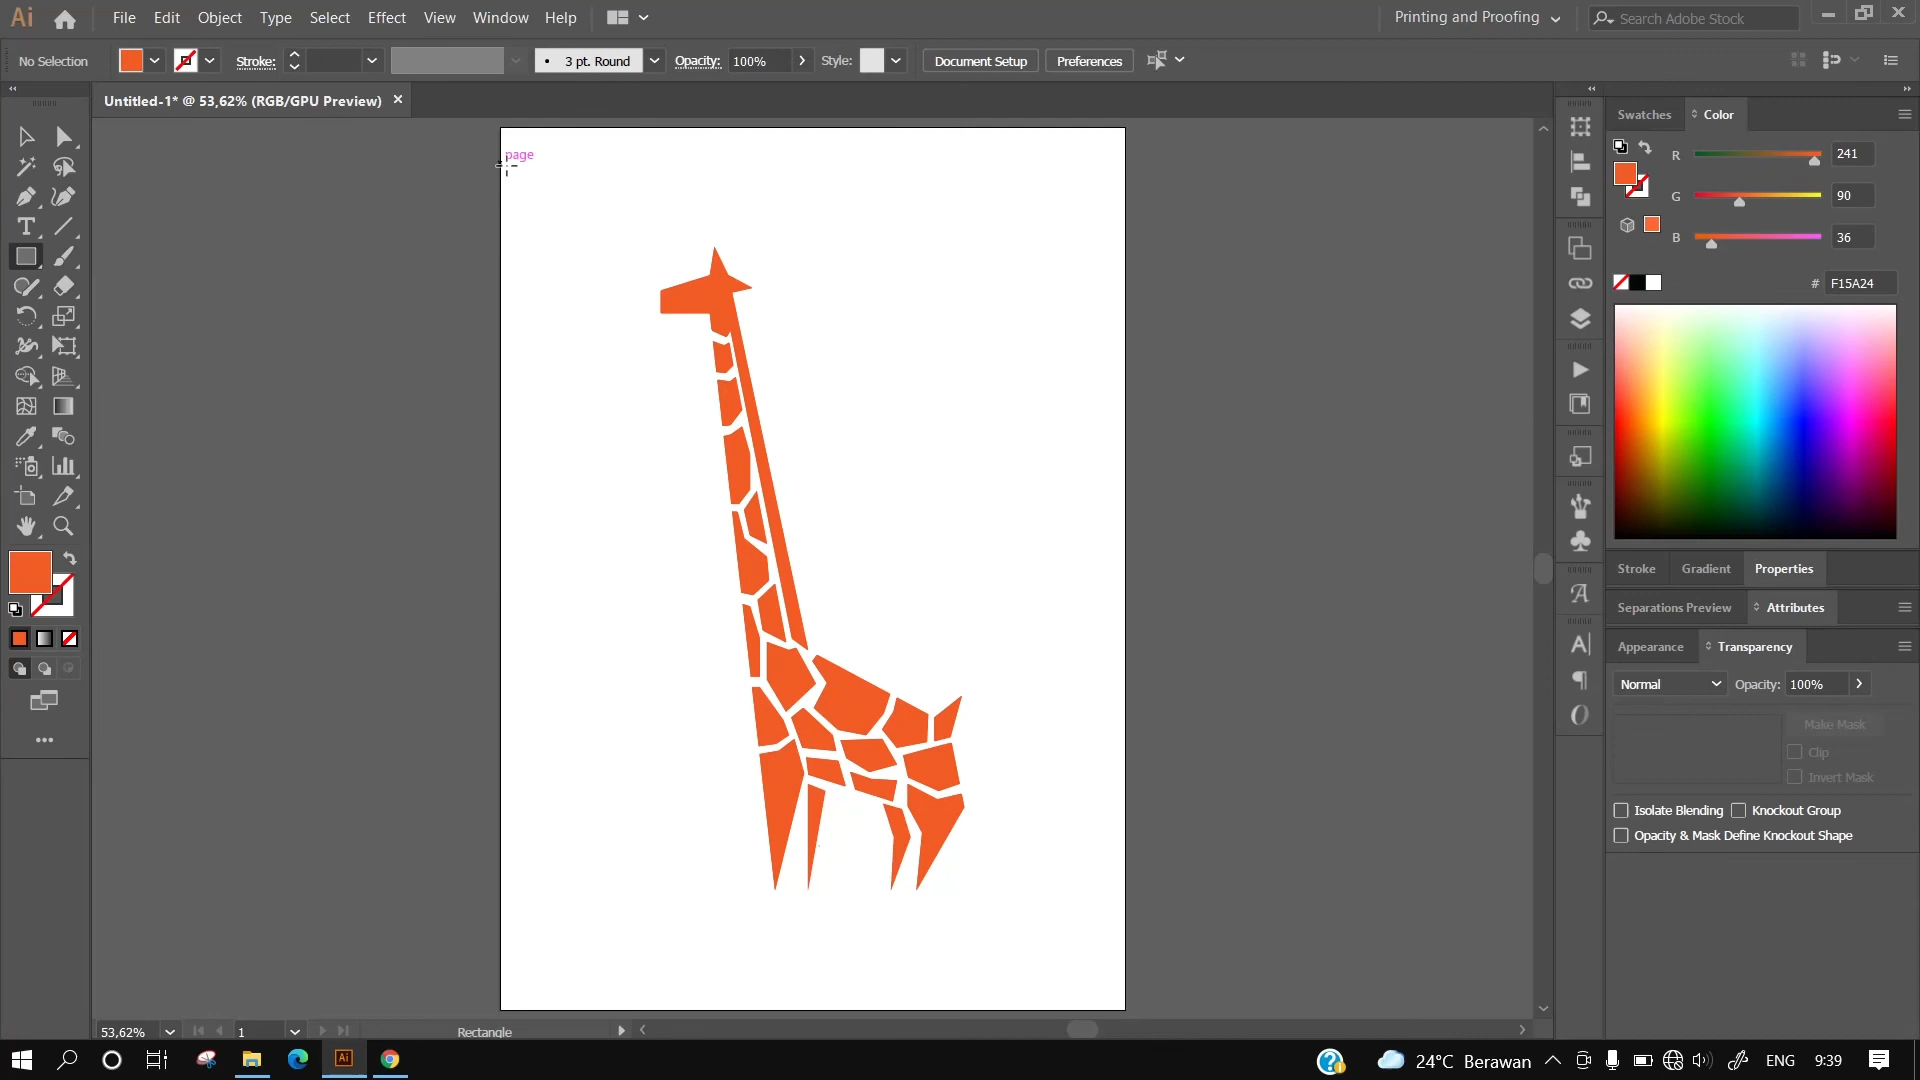 Ai File Edit Object Type Select Effect View Window Help Printing and Proofing Search Adobe Stock
No Selection Stroke: 3 pt. Round Opacity: 100% Style: Document Setup Preferences
Untitled-1* @ 53,62% (RGB/GPU Preview)
Swatches Color
page
R 241
G 90
B 36
# F15A24
Stroke Gradient Properties
Separations Preview Attributes
Appearance Transparency
Normal Opacity: 100%
Make Mask
Clip
Invert Mask
Isolate Blending Knockout Group
Opacity & Mask Define Knockout Shape
53,62% 1 Rectangle
Ai 24°C Berawan ENG 9:39